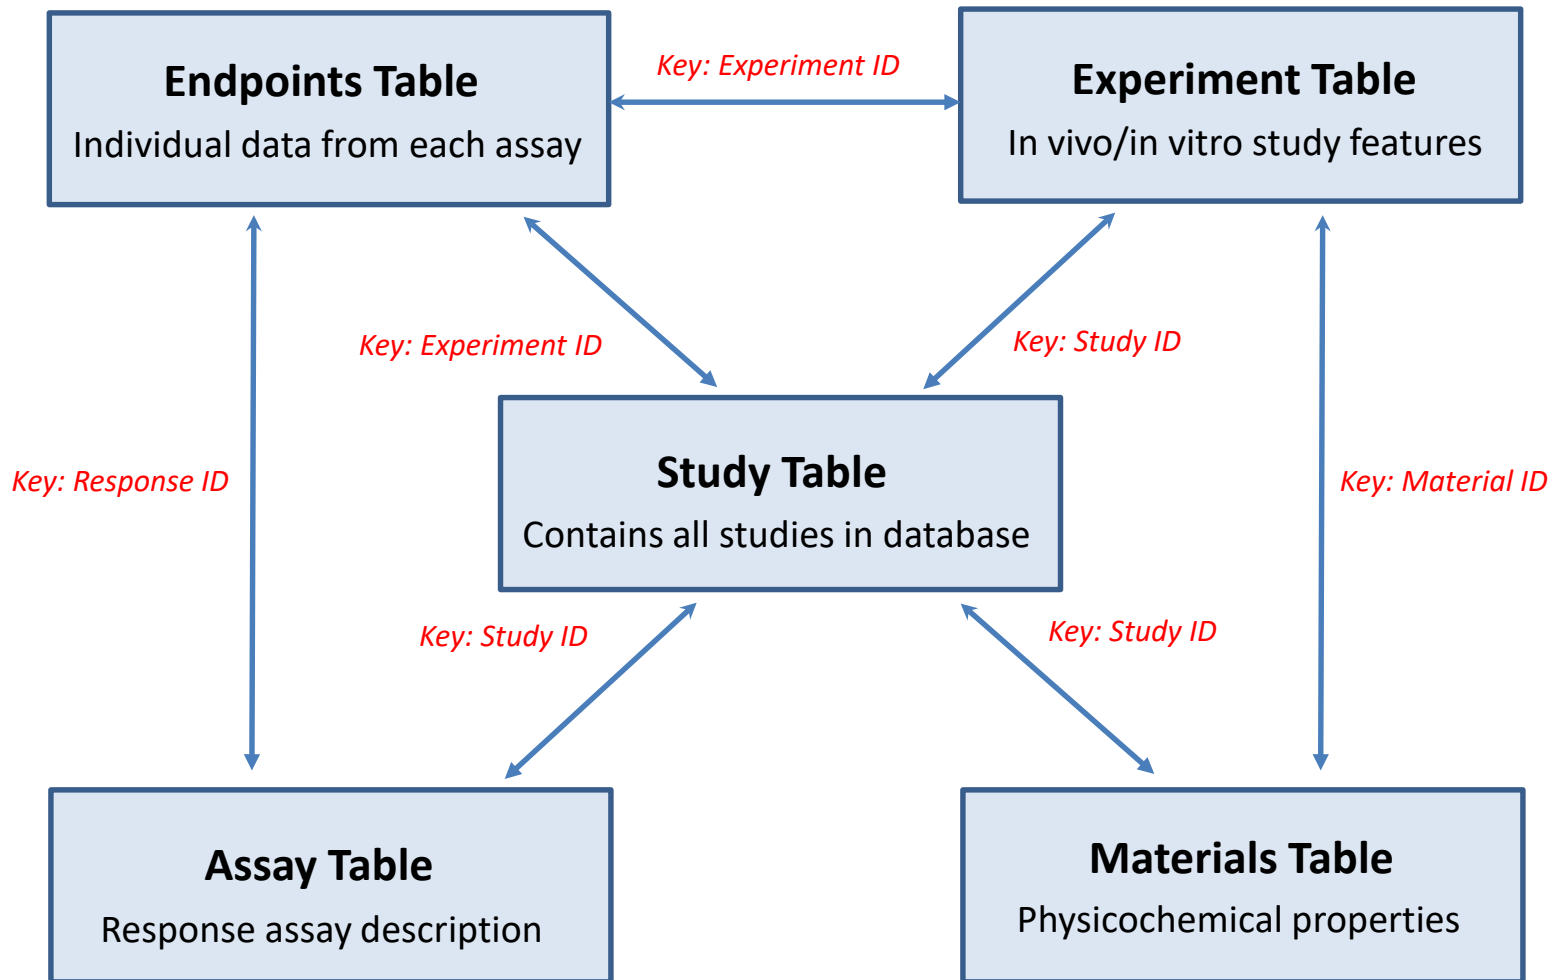 Endpoints Table
Individual data from each assay
Key: Experiment ID
Experiment Table
In vivo/in vitro study features
Key: Experiment ID
Key: Study ID
Key: Response ID
Study Table
Contains all studies in database
Key: Material ID
Key: Study ID
Key: Study ID
Assay Table
Response assay description
Materials Table
Physicochemical properties